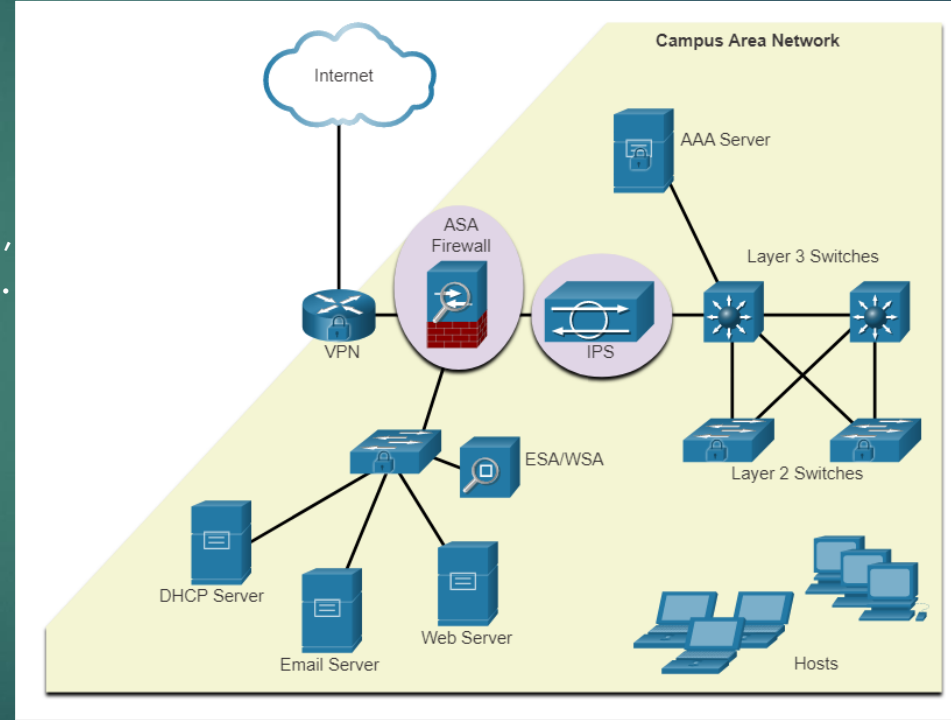 Campus Area Network
Internet
AAA Server
ASA
Firewall
Layer 3 Switches
VPN
IPS
ESA/WSA
Layer 2 Switches
DHCP Server
Email Server
Web Server
Hosts
,
.